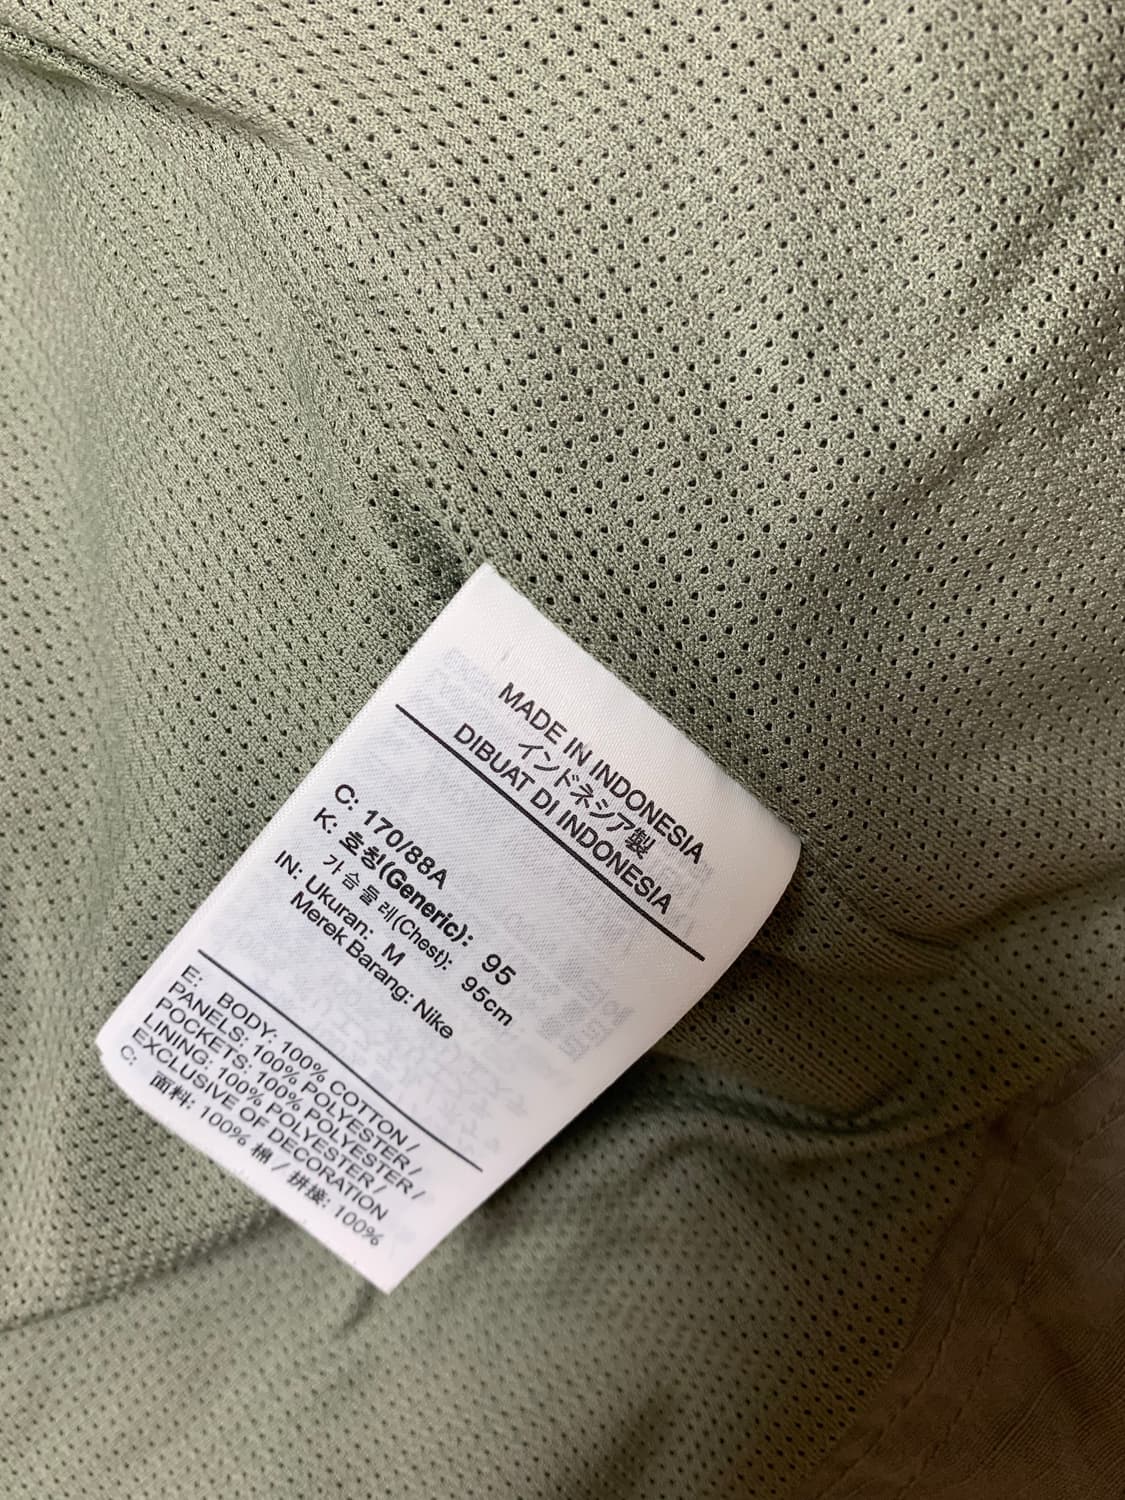 MADE IN INDONESIA
インドネシア製
DIBUAT DI INDONESIA
C: 170/88A
K: 호칭(Generic): 95
가슴둘레(Chest): 95cm
IN: Ukuran: M
Merek Barang: Nike
E: BODY: 100% COTTON /
PANELS: 100% POLYESTER /
POCKETS: 100% POLYESTER /
LINING: 100% POLYESTER /
EXCLUSIVE OF DECORATION
C: 面料: 100% 棉 / 拼接: 100%